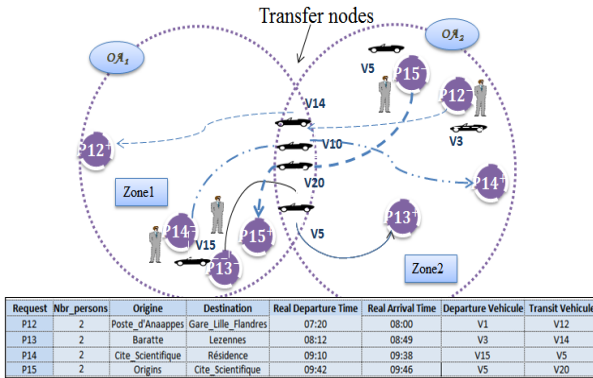 Transfer nodes
OA₁
OA₂
V5
P15⁺
P12⁻
V14
V3
P12⁺
V10
P14⁺
Zone1
V20
P14⁻
P15⁺
P13⁺
V15
V5
P13⁻
Zone2
Request Nbr_persons Origine Destination Real Departure Time Real Arrival Time Departure Vehicule Transit Vehicule
P12 2 Poste_d'Anaappes Gare_Lille_Flandres 07:20 08:00 V1 V12
P13 2 Baratte Lezennes 08:12 08:49 V3 V14
P14 2 Cite_Scientifique Résidence 09:10 09:38 V15 V5
P15 2 Origins Cite_Scientifique 09:42 09:46 V5 V20